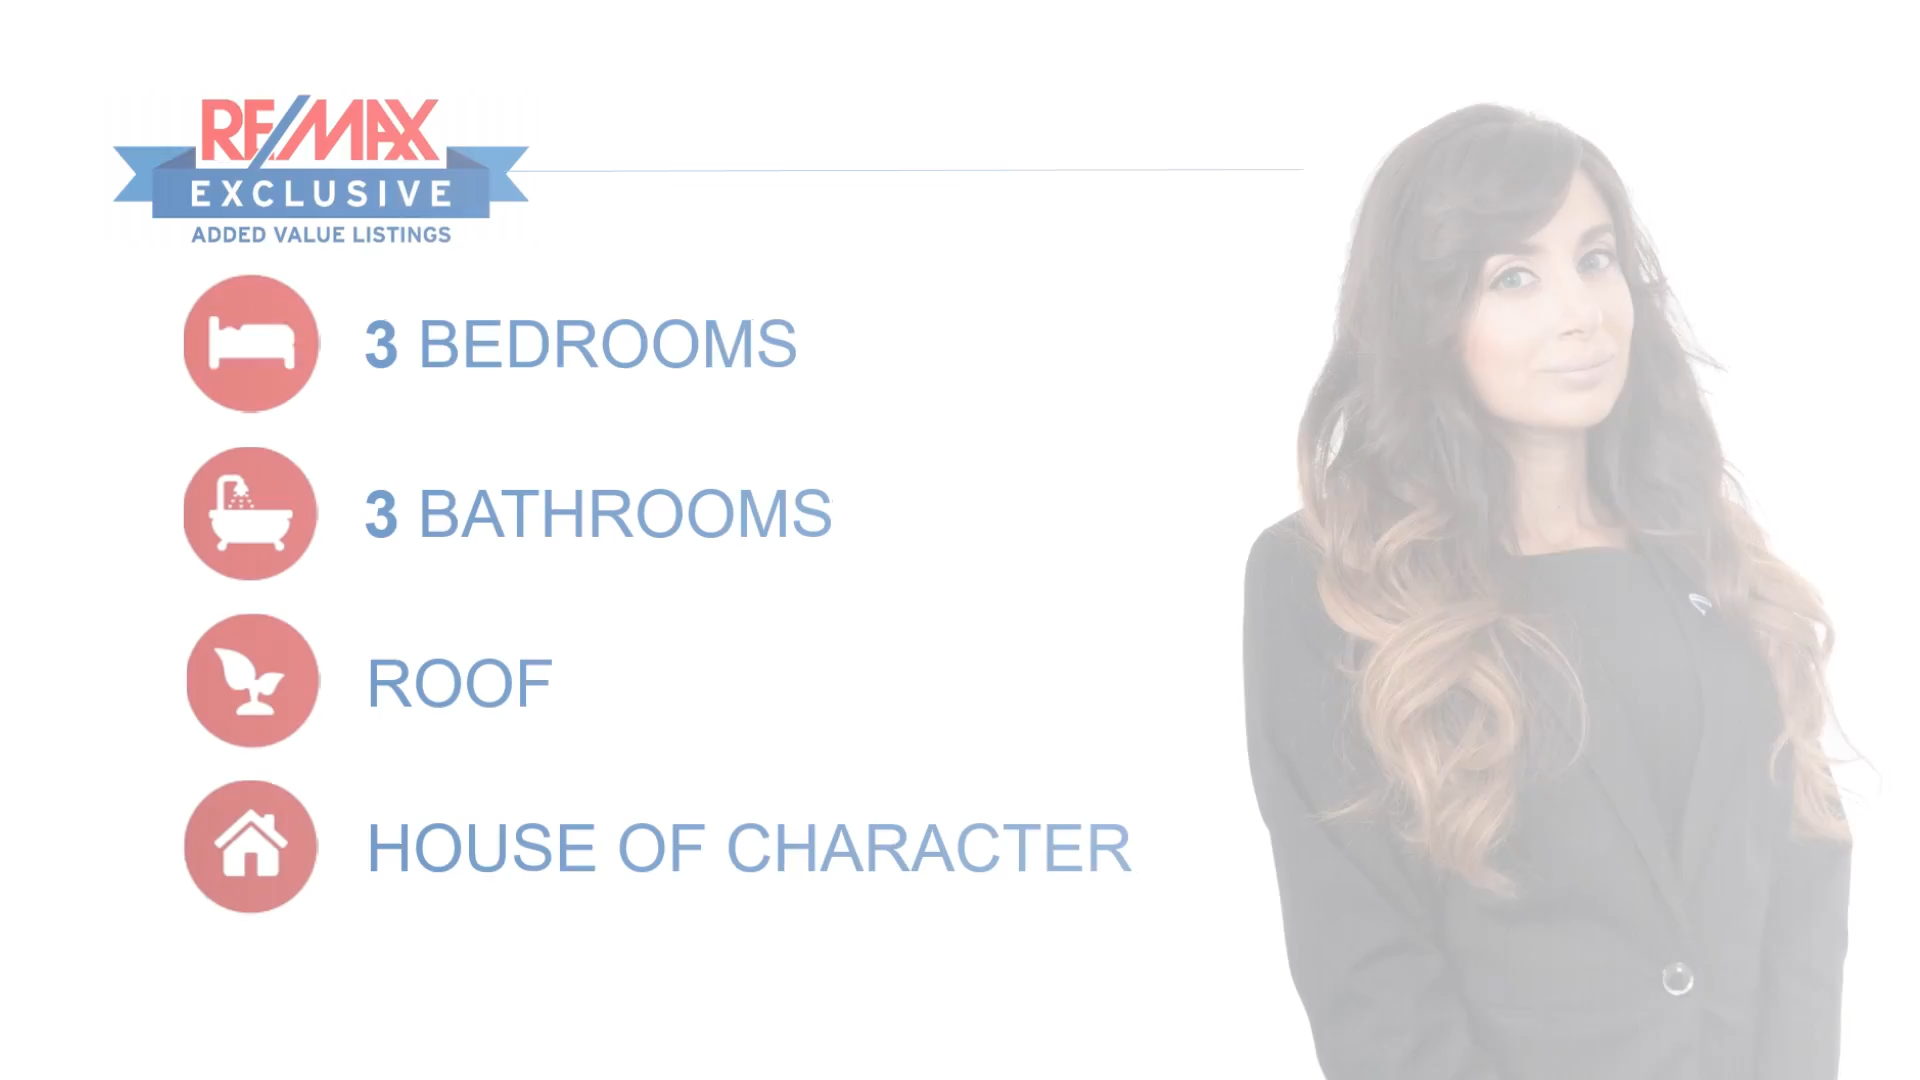 RE/MAX
EXCLUSIVE
ADDED VALUE LISTINGS
3 BEDROOMS
3 BATHROOMS
ROOF
HOUSE OF CHARACTER